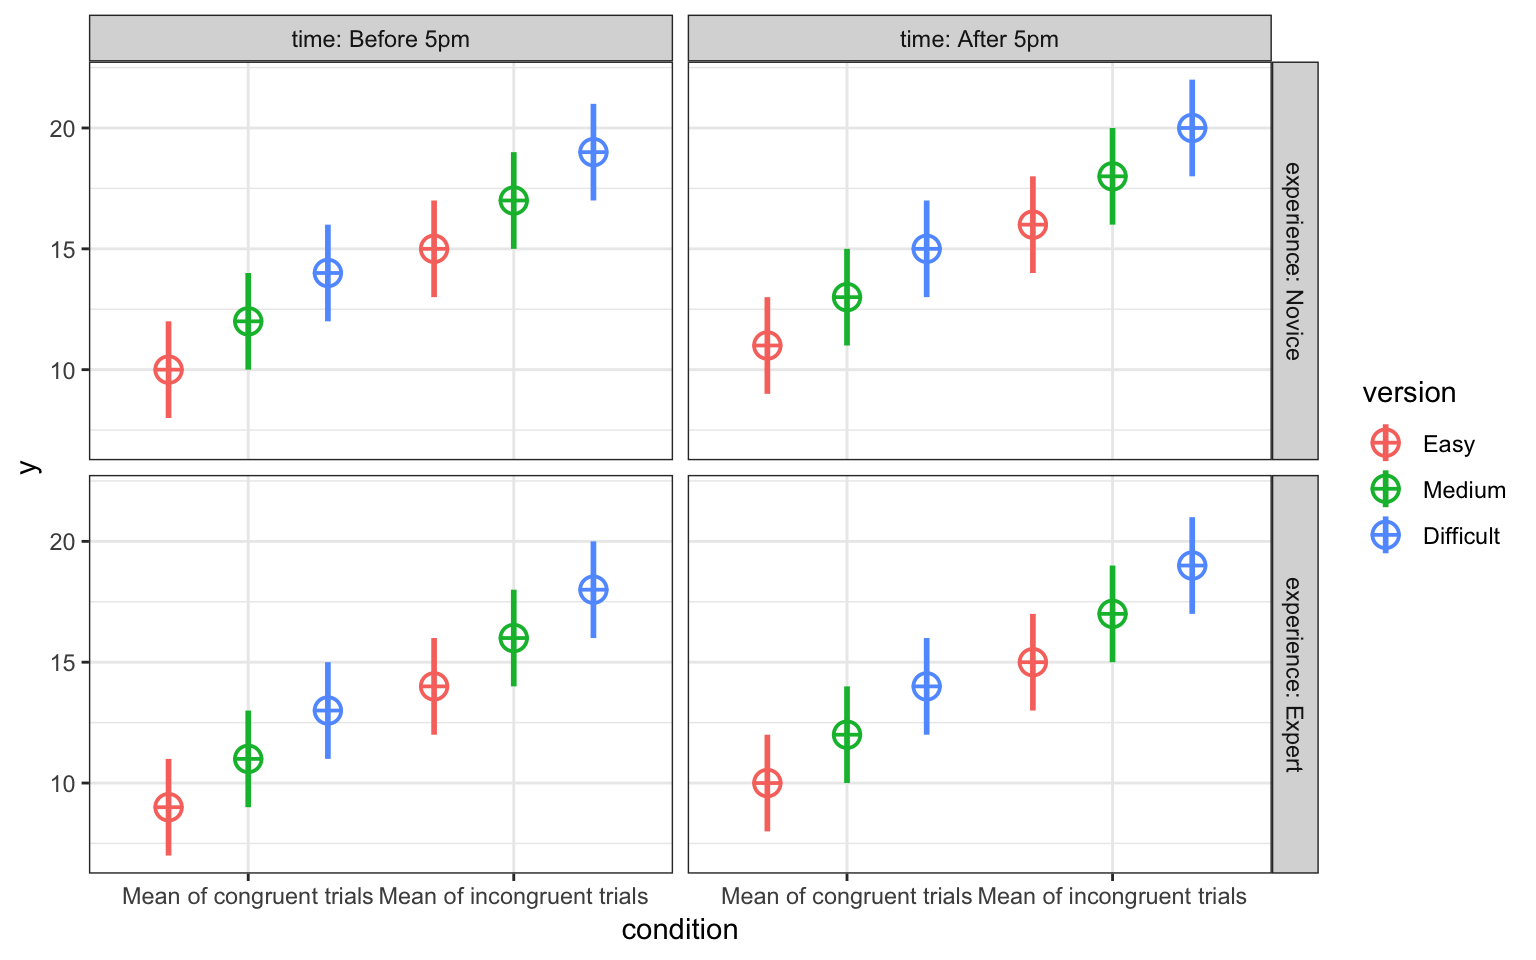 time: Before 5pm
time: After 5pm
20
15
10
experience: Novice
20
15
10
experience: Expert
y
Mean of congruent trials Mean of incongruent trials
Mean of congruent trials Mean of incongruent trials
condition
version
Easy
Medium
Difficult